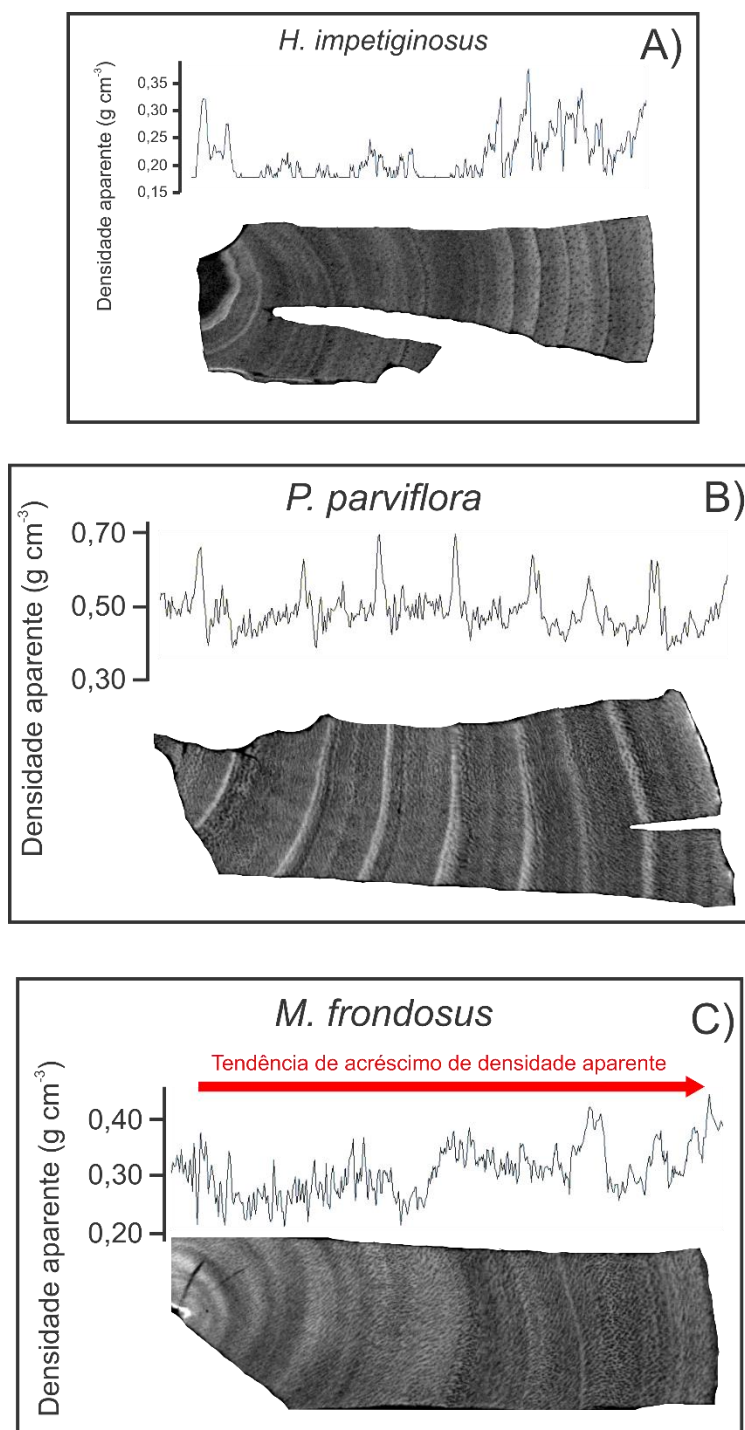 H. impetiginosus
A)
Densidade aparente (g cm⁻³)
0,35
0,30
0,25
0,20
0,15
P. parviflora
B)
Densidade aparente (g cm⁻³)
0,70
0,50
0,30
M. frondosus
C)
Tendência de acréscimo de densidade aparente
Densidade aparente (g cm⁻³)
0,40
0,30
0,20